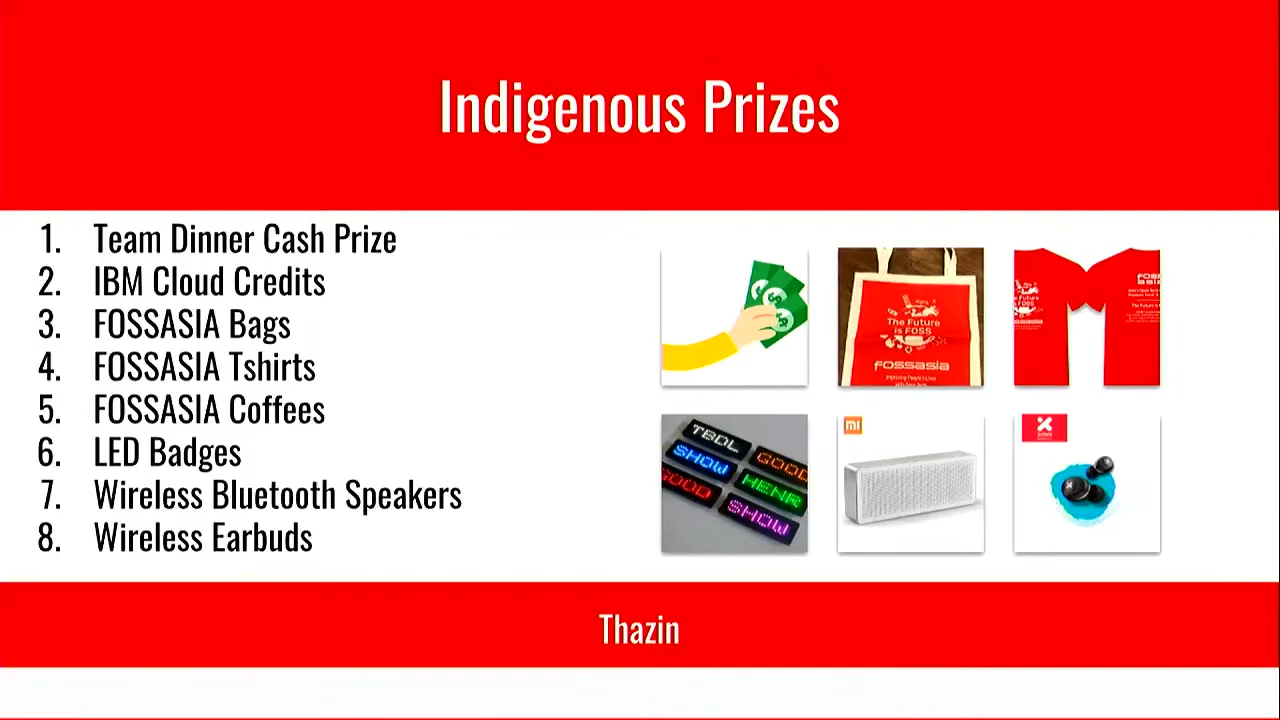 Indigenous Prizes
1. Team Dinner Cash Prize
2. IBM Cloud Credits
3. FOSSASIA Bags
4. FOSSASIA Tshirts
5. FOSSASIA Coffees
6. LED Badges
7. Wireless Bluetooth Speakers
8. Wireless Earbuds
The Future
is FOSS
fossasia
TBDL
SHOW
GOOD
GOOD
HENR
SHOW
mi
Thazin